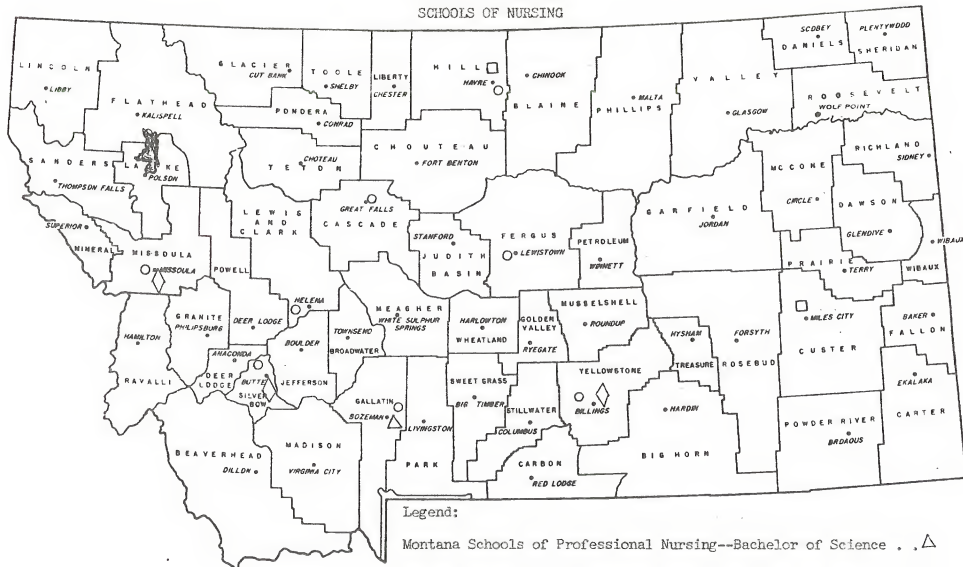 SCHOOLS OF NURSING
LINCOLN
LIBBY
FLATHEAD
KALISPELL
GLACIER
CUT BANK
TOOLE
SHELBY
LIBERTY
CHESTER
HILL
HAVRE
CHINOOK
BLAINE
PHILLIPS
MALTA
VALLEY
GLASGOW
SCOBEY
DANIELS
PLENTYWOOD
SHERIDAN
ROOSEVELT
WOLF POINT
PONDERA
CONRAD
TETON
CHOTEAU
CHOUTEAU
FORT BENTON
SANDERS
THOMPSON FALLS
LAKE
POLSON
LEWIS
AND
CLARK
GREAT FALLS
CASCADE
STANFORD
JUDITH
BASIN
FERGUS
LEWISTOWN
PETROLEUM
WINNETT
GARFIELD
JORDAN
MCCONE
CIRCLE
RICHLAND
SIDNEY
DAWSON
GLENDIVE
WIBAUX
WIBAUX
PRAIRIE
TERRY
SUPERIOR
MINERAL
MISSOULA
MISSOULA
POWELL
HELENA
GRANITE
PHILIPSBURG
DEER LODGE
BOULDER
TOWNSEND
BROADWATER
MEAGHER
WHITE SULPHUR
SPRINGS
HARLOWTON
WHEATLAND
GOLDEN
VALLEY
RYEGATE
MUSSELSHELL
ROUNDUP
HYSHAM
TREASURE
FORSYTH
ROSEBUD
MILES CITY
CUSTER
BAKER
FALLON
EKALAKA
CARTER
HAMILTON
RAVALLI
ANACONDA
DEER
LODGE
BUTTE
SILVER
BOW
JEFFERSON
GALLATIN
BOZEMAN
LIVINGSTON
PARK
SWEET GRASS
BIG TIMBER
STILLWATER
COLUMBUS
YELLOWSTONE
BILLINGS
HARDIN
BIG HORN
POWDER RIVER
BROADUS
BEAVERHEAD
DILLON
MADISON
VIRGINIA CITY
CARBON
RED LODGE
Legend:
Montana Schools of Professional Nursing--Bachelor of Science . .